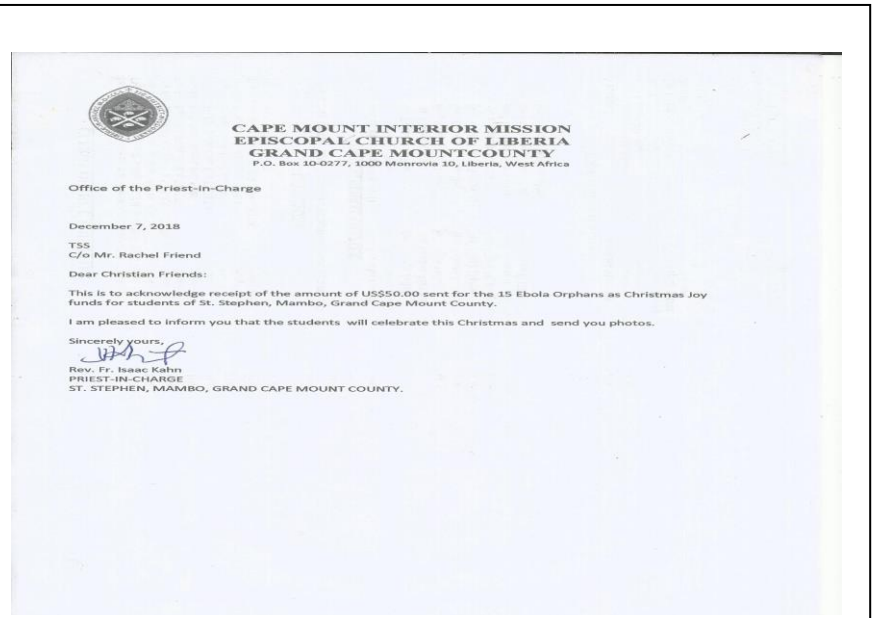 CAPE MOUNT INTERIOR MISSION
EPISCOPAL CHURCH OF LIBERIA
GRAND CAPE MOUNTCOUNTY
P.O. Box 10-0277, 1000 Monrovia 10, Liberia, West Africa
Office of the Priest-in-Charge
December 7, 2018
TSS
C/o Mr. Rachel Friend
Dear Christian Friends:
This is to acknowledge receipt of the amount of US$50.00 sent for the 15 Ebola Orphans as Christmas Joy
funds for students of St. Stephen, Mambo, Grand Cape Mount County.
I am pleased to inform you that the students will celebrate this Christmas and send you photos.
Sincerely yours,
Rev. Fr. Isaac Kahn
PRIEST-IN-CHARGE
ST. STEPHEN, MAMBO, GRAND CAPE MOUNT COUNTY.